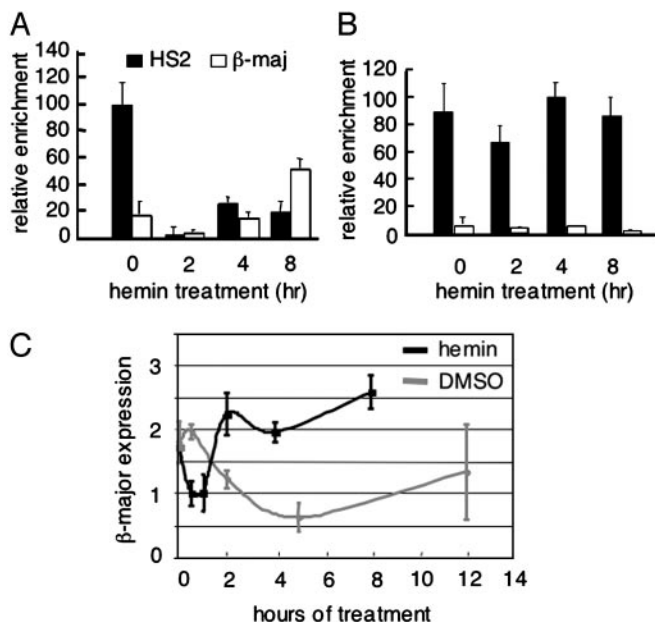 A
140
120
100
80
60
40
20
0
relative enrichment
HS2 β-maj
0 2 4 8
hemin treatment (hr)
B
120
100
80
60
40
20
0
relative enrichment
0 2 4 8
hemin treatment (hr)
C
3
2
1
0
β-major expression
hemin
DMSO
0 2 4 6 8 10 12 14
hours of treatment